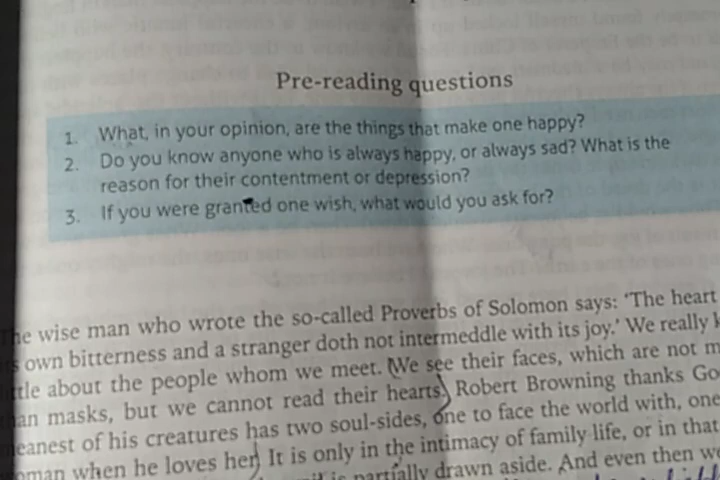 Pre-reading questions
1. What, in your opinion, are the things that make one happy?
2. Do you know anyone who is always happy, or always sad? What is the
reason for their contentment or depression?
3. If you were granted one wish, what would you ask for?
The wise man who wrote the so-called Proverbs of Solomon says: 'The heart
own bitterness and a stranger doth not intermeddle with its joy.' We really
about the people whom we meet. We see their faces, which are not
masks, but we cannot read their hearts. Robert Browning thanks
of his creatures has two soul-sides, one to face the world with, one
when he loves her. It is only in the intimacy of family life, or in that
partially drawn aside. And even then